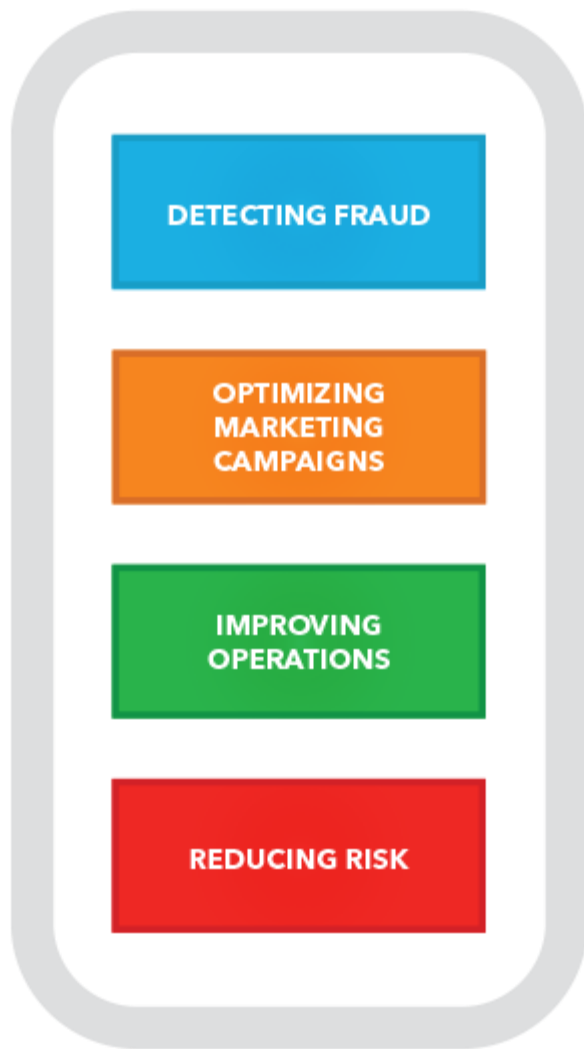 DETECTING FRAUD
OPTIMIZING
MARKETING
CAMPAIGNS
IMPROVING
OPERATIONS
REDUCING RISK